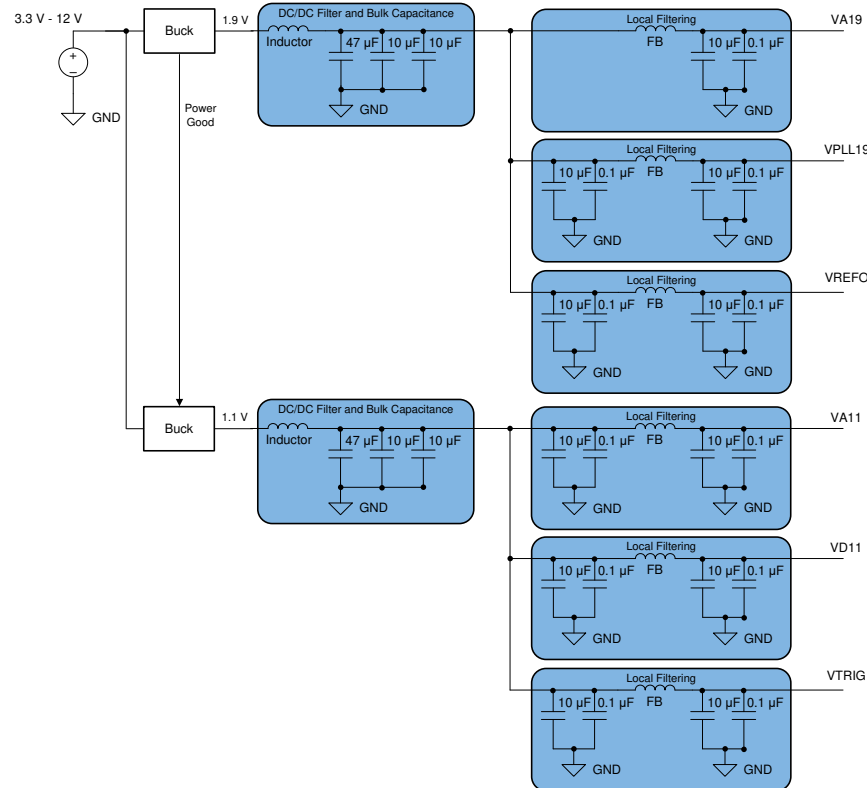 3.3 V - 12 V
+
−
GND
Buck
1.9 V
Power
Good
DC/DC Filter and Bulk Capacitance
Inductor
47 µF 10 µF 10 µF
GND
Local Filtering
FB
10 µF 0.1 µF
GND
VA19
Local Filtering
10 µF 0.1 µF FB 10 µF 0.1 µF
GND GND
VPLL19
Local Filtering
10 µF 0.1 µF FB 10 µF 0.1 µF
GND GND
VREFO
Buck
1.1 V
DC/DC Filter and Bulk Capacitance
Inductor
47 µF 10 µF 10 µF
GND
Local Filtering
10 µF 0.1 µF FB 10 µF 0.1 µF
GND GND
VA11
Local Filtering
10 µF 0.1 µF FB 10 µF 0.1 µF
GND GND
VD11
Local Filtering
10 µF 0.1 µF FB 10 µF 0.1 µF
GND GND
VTRIG